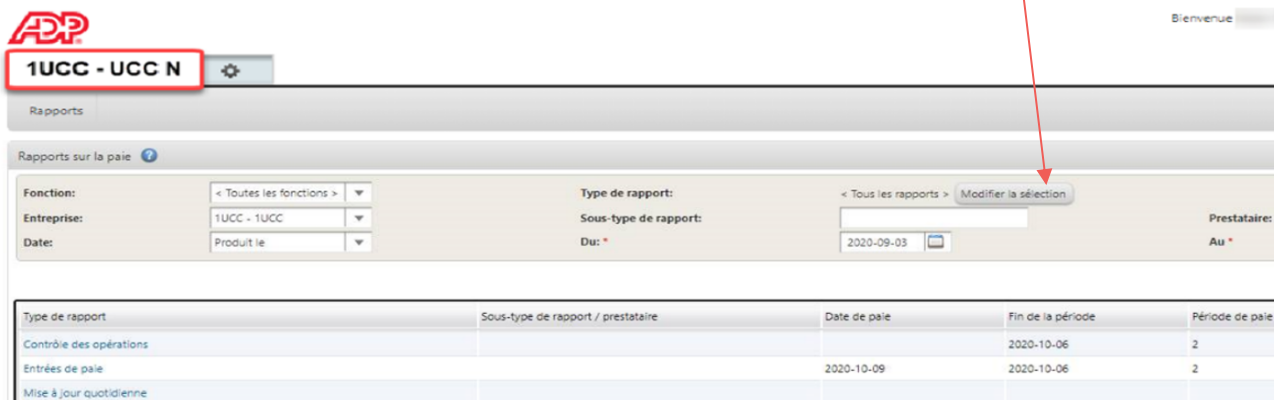 ADP
Bienvenue
1UCC - UCC N
Rapports
Rapports sur la paie ?
Fonction: < Toutes les fonctions > Type de rapport: < Tous les rapports > Modifier la sélection
Entreprise: 1UCC - 1UCC Sous-type de rapport: Prestataire:
Date: Produit le Du: * 2020-09-03 Au *
Type de rapport Sous-type de rapport / prestataire Date de paie Fin de la période Période de paie
Contrôle des opérations 2020-10-06 2
Entrées de paie 2020-10-09 2020-10-06 2
Mise à jour quotidienne